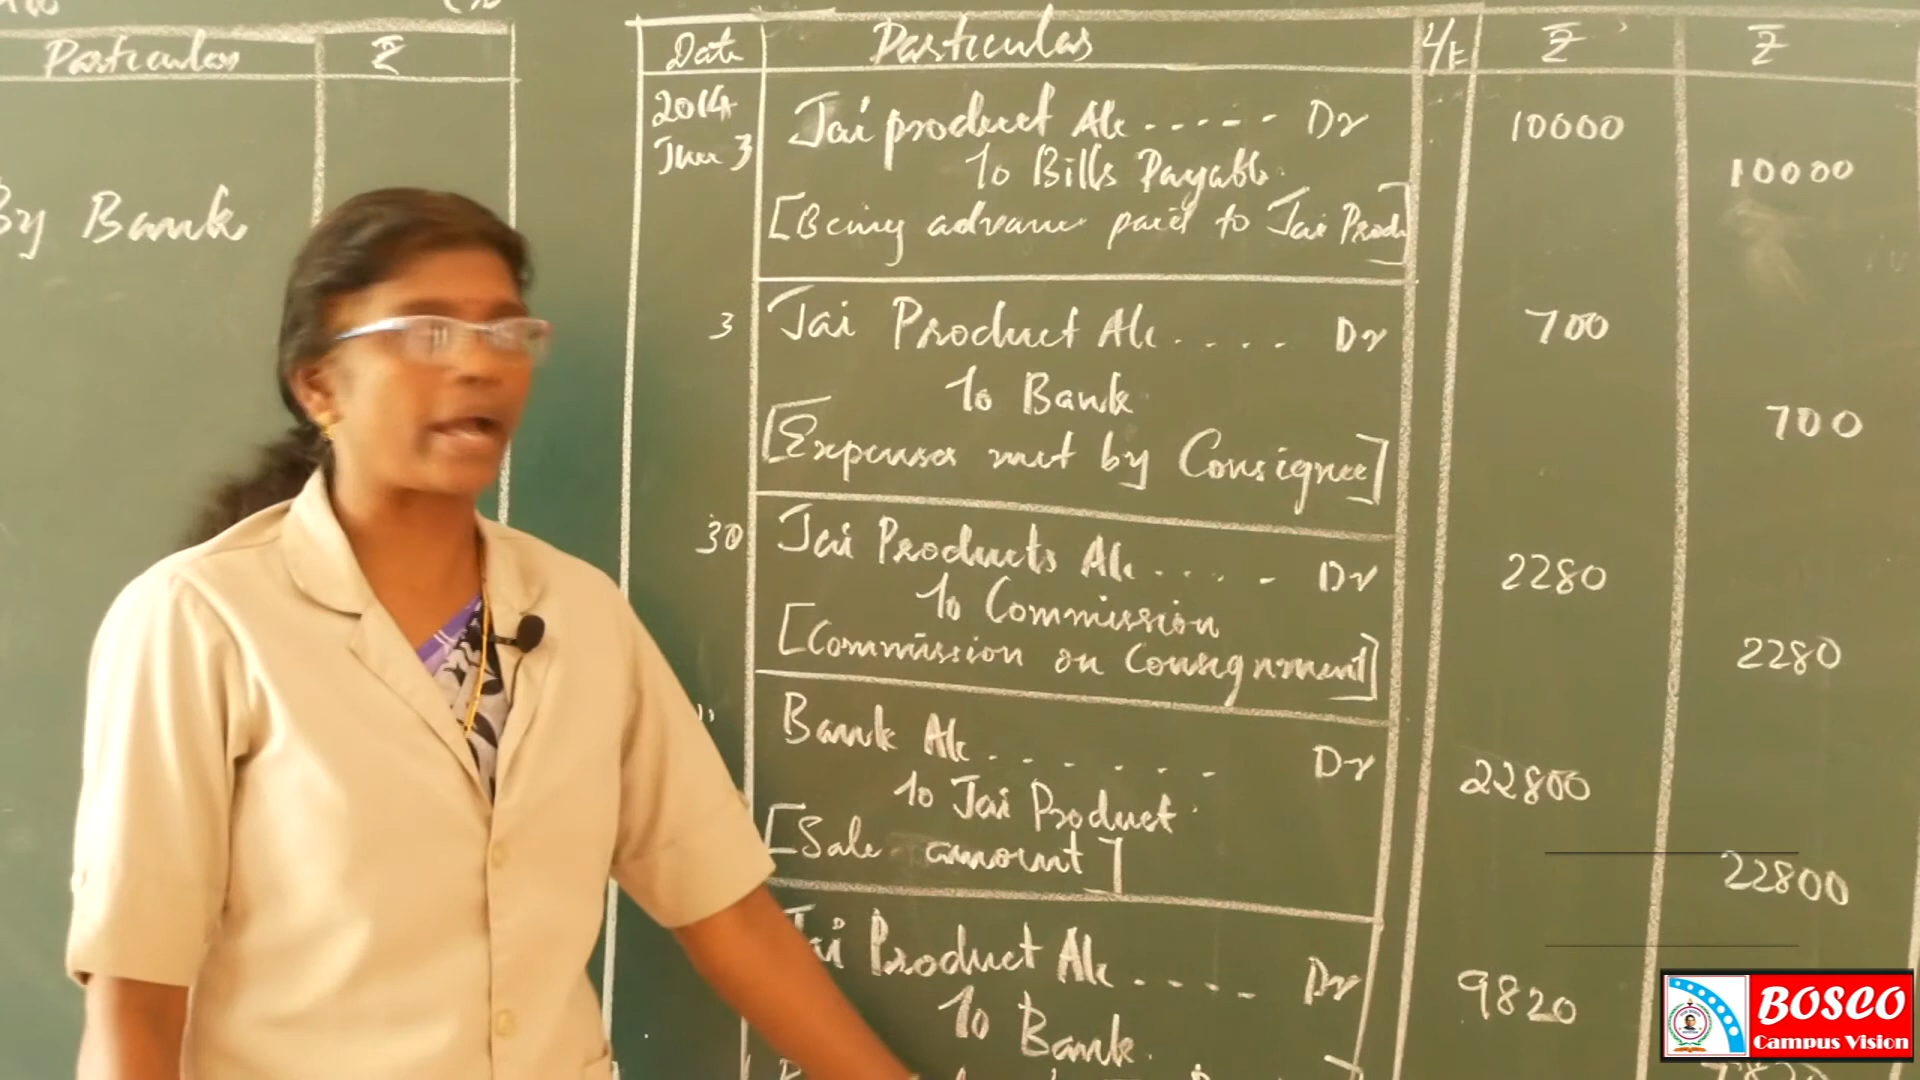 Particulars ₹
By Bank
Date Particulars L/F ₹ ₹
2014
June 3 Jai product A/c ----- Dr 10000
To Bills Payable 10000
[Being advance paid to Jai Prod]
3 Jai Product A/c .... Dr 700
To Bank 700
[Expenses met by Consignee]
30 Jai Products A/c .... Dr 2280
To Commission
[Commission on Consignment] 2280
" Bank A/c ....... Dr 22800
To Jai Product
[Sale amount] 22800
Jai Product A/c .... Dr 9820
To Bank
BOSCO
Campus Vision